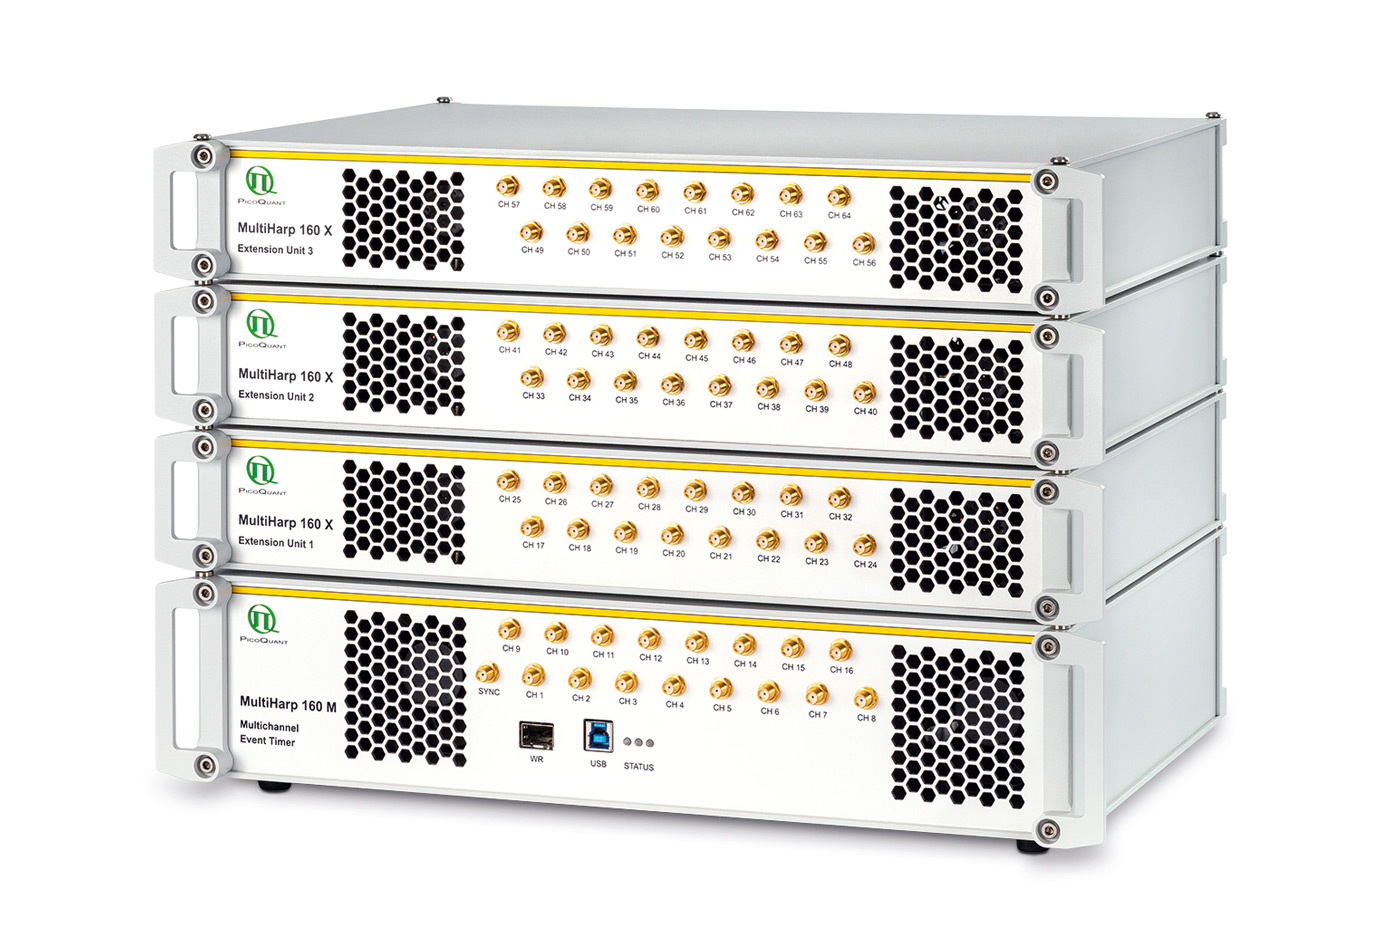 PICOQUANT
MultiHarp 160 X
Extension Unit 3
CH 57 CH 58 CH 59 CH 60 CH 61 CH 62 CH 63 CH 64
CH 49 CH 50 CH 51 CH 52 CH 53 CH 54 CH 55 CH 56
PICOQUANT
MultiHarp 160 X
Extension Unit 2
CH 41 CH 42 CH 43 CH 44 CH 45 CH 46 CH 47 CH 48
CH 33 CH 34 CH 35 CH 36 CH 37 CH 38 CH 39 CH 40
PICOQUANT
MultiHarp 160 X
Extension Unit 1
CH 25 CH 26 CH 27 CH 28 CH 29 CH 30 CH 31 CH 32
CH 17 CH 18 CH 19 CH 20 CH 21 CH 22 CH 23 CH 24
PICOQUANT
MultiHarp 160 M
Multichannel
Event Timer
CH 9 CH 10 CH 11 CH 12 CH 13 CH 14 CH 15 CH 16
SYNC CH 1 CH 2 CH 3 CH 4 CH 5 CH 6 CH 7 CH 8
WR USB STATUS